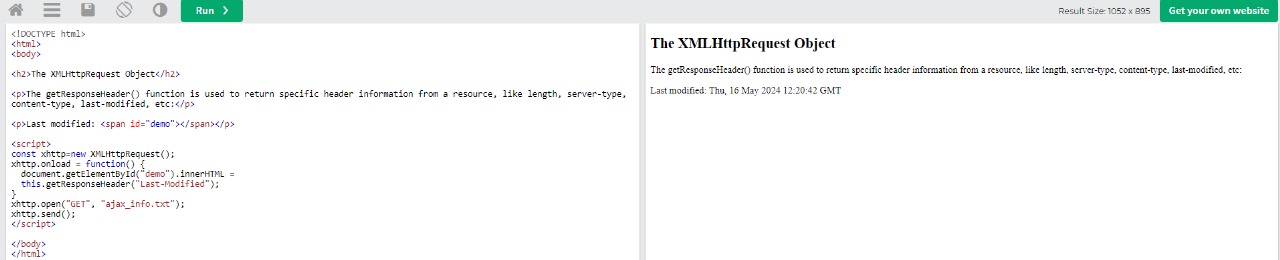 Run ❯
Result Size: 1052 x 895
Get your own website
<!DOCTYPE html>
<html>
<body>
<h2>The XMLHttpRequest Object</h2>
<p>The getResponseHeader() function is used to return specific header information from a resource, like length, server-type,
content-type, last-modified, etc:</p>
<p>Last modified: <span id="demo"></span></p>
<script>
const xhttp=new XMLHttpRequest();
xhttp.onload = function() {
  document.getElementById("demo").innerHTML =
  this.getResponseHeader("Last-Modified");
}
xhttp.open("GET", "ajax_info.txt");
xhttp.send();
</script>
</body>
</html>
The XMLHttpRequest Object
The getResponseHeader() function is used to return specific header information from a resource, like length, server-type, content-type, last-modified, etc:
Last modified: Thu, 16 May 2024 12:20:42 GMT